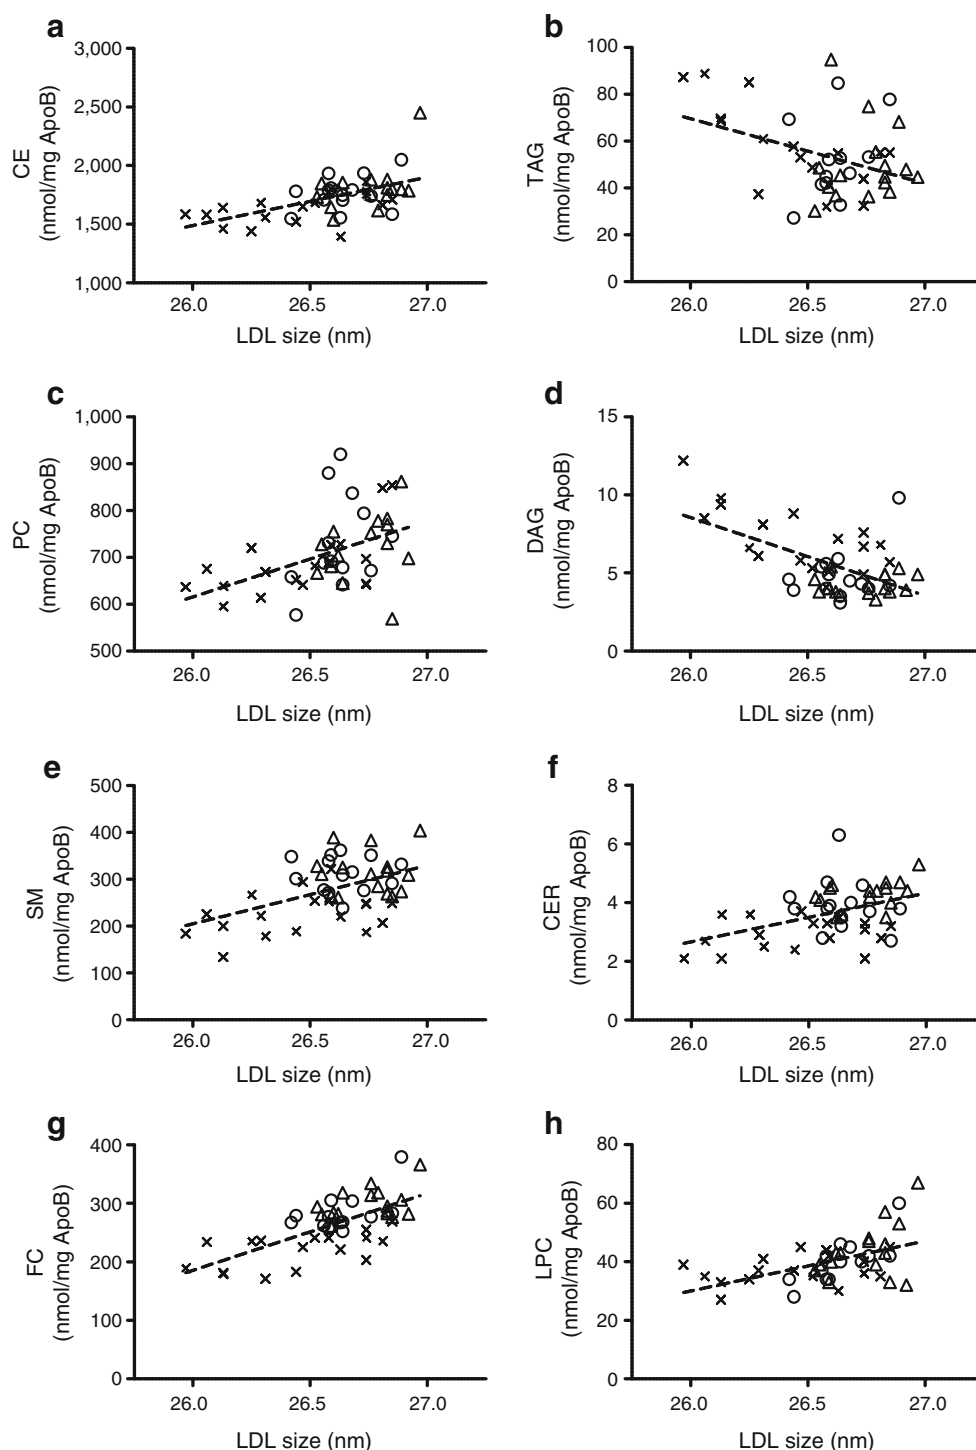 a
3,000
2,500
2,000
1,500
1,000
CE
(nmol/mg ApoB)
26.0 26.5 27.0
LDL size (nm)
b
100
80
60
40
20
0
TAG
(nmol/mg ApoB)
26.0 26.5 27.0
LDL size (nm)
c
1,000
900
800
700
600
500
PC
(nmol/mg ApoB)
26.0 26.5 27.0
LDL size (nm)
d
15
10
5
0
DAG
(nmol/mg ApoB)
26.0 26.5 27.0
LDL size (nm)
e
500
400
300
200
100
0
SM
(nmol/mg ApoB)
26.0 26.5 27.0
LDL size (nm)
f
8
6
4
2
0
CER
(nmol/mg ApoB)
26.0 26.5 27.0
LDL size (nm)
g
400
300
200
100
0
FC
(nmol/mg ApoB)
26.0 26.5 27.0
LDL size (nm)
h
80
60
40
20
0
LPC
(nmol/mg ApoB)
26.0 26.5 27.0
LDL size (nm)